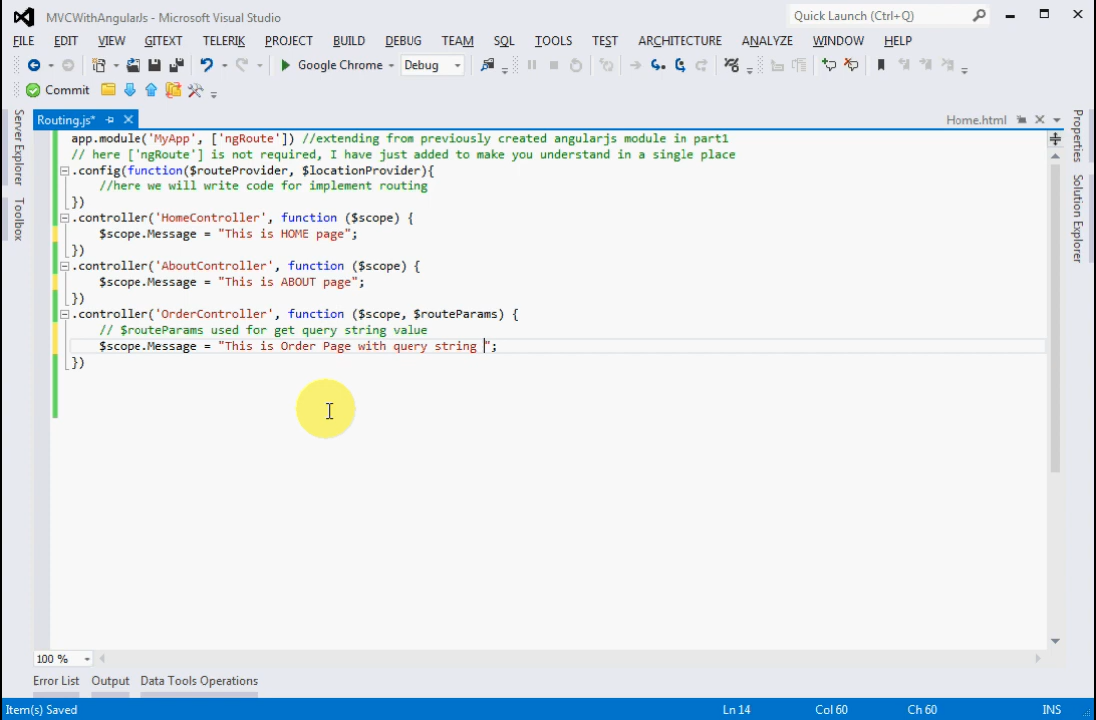 MVCWithAngularJs - Microsoft Visual Studio
Quick Launch (Ctrl+Q)
FILE EDIT VIEW GITEXT TELERIK PROJECT BUILD DEBUG TEAM SQL TOOLS TEST ARCHITECTURE ANALYZE WINDOW HELP
Google Chrome Debug
Commit
Server Explorer
Toolbox
Routing.js*
Home.html
app.module('MyApp', ['ngRoute']) //extending from previously created angularjs module in part1
// here ['ngRoute'] is not required, I have just added to make you understand in a single place
.config(function($routeProvider, $locationProvider){
//here we will write code for implement routing
})
.controller('HomeController', function ($scope) {
$scope.Message = "This is HOME page";
})
.controller('AboutController', function ($scope) {
$scope.Message = "This is ABOUT page";
})
.controller('OrderController', function ($scope, $routeParams) {
// $routeParams used for get query string value
$scope.Message = "This is Order Page with query string ";
})
Properties
Solution Explorer
100 %
Error List Output Data Tools Operations
Item(s) Saved Ln 14 Col 60 Ch 60 INS